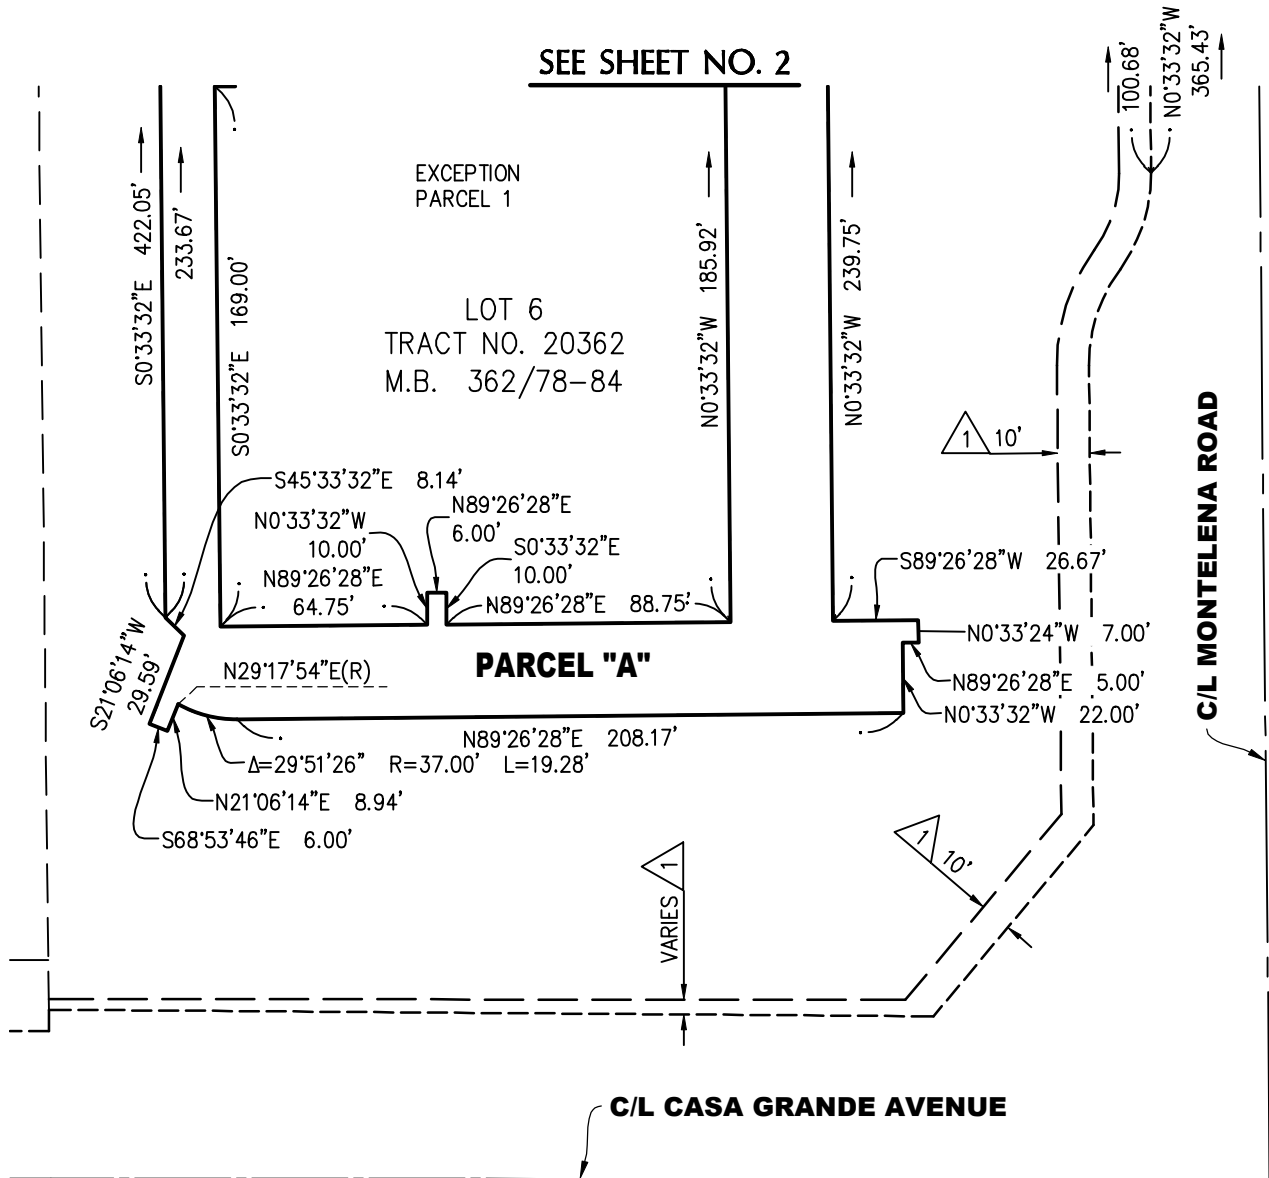 SEE SHEET NO. 2
100.68'
N0°33'32"W
365.43'
EXCEPTION
PARCEL 1
S0°33'32"E 422.05'
233.67'
S0°33'32"E 169.00'
N0°33'32"W 185.92'
N0°33'32"W 239.75'
LOT 6
TRACT NO. 20362
M.B. 362/78-84
1
10'
C/L MONTELENA ROAD
S45°33'32"E 8.14'
N0°33'32"W
10.00'
N89°26'28"E
6.00'
S0°33'32"E
10.00'
N89°26'28"E
64.75'
N89°26'28"E 88.75'
S89°26'28"W 26.67'
N0°33'24"W 7.00'
N89°26'28"E 5.00'
N0°33'32"W 22.00'
PARCEL "A"
S21°06'14"W
29.59'
N29°17'54"E(R)
N89°26'28"E 208.17'
Δ=29°51'26" R=37.00' L=19.28'
N21°06'14"E 8.94'
S68°53'46"E 6.00'
1
VARIES
1
10'
C/L CASA GRANDE AVENUE